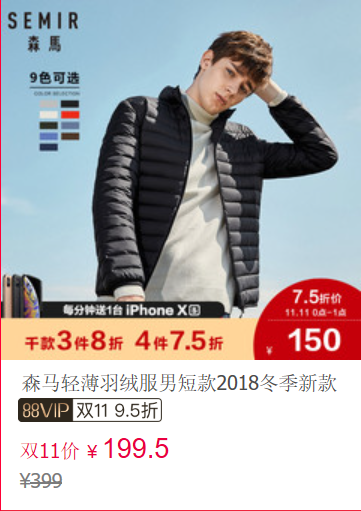 SEMIR
森馬
9色可选
COLOR SELECTION
每分钟送1台 iPhone XS
千款3件8折 4件7.5折
7.5折价
11.11 0点-1点
¥ 150
森马轻薄羽绒服男短款2018冬季新款
88VIP 双11 9.5折
双11价 ¥ 199.5
¥399